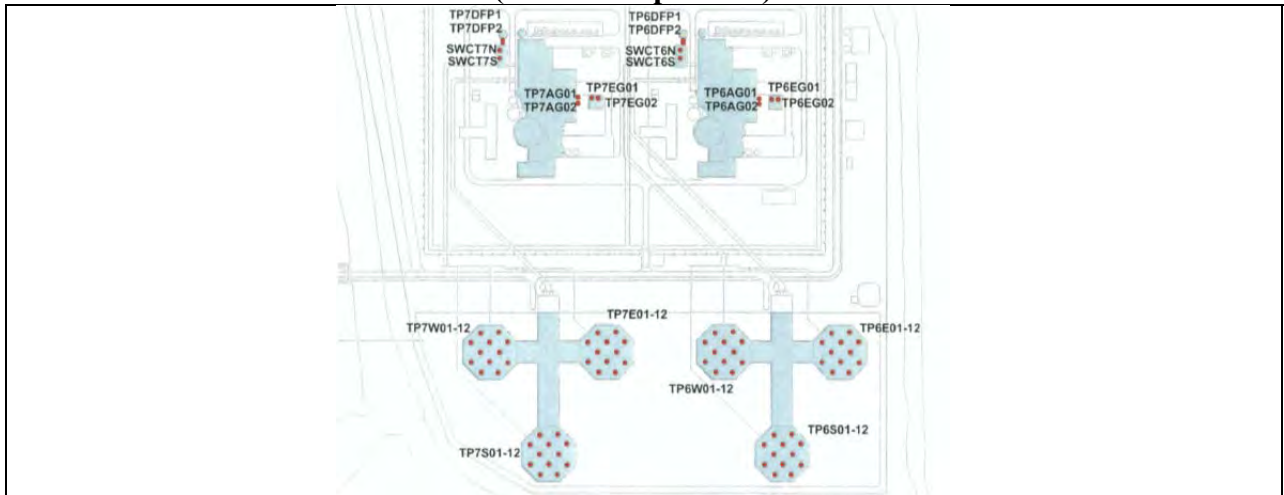 TP7DFP1
TP7DFP2
SWCT7N
SWCT7S
TP7AG01
TP7AG02
TP7EG01
TP7EG02
TP6DFP1
TP6DFP2
SWCT6N
SWCT6S
TP6AG01
TP6AG02
TP6EG01
TP6EG02
TP7W01-12
TP7E01-12
TP7S01-12
TP6W01-12
TP6E01-12
TP6S01-12